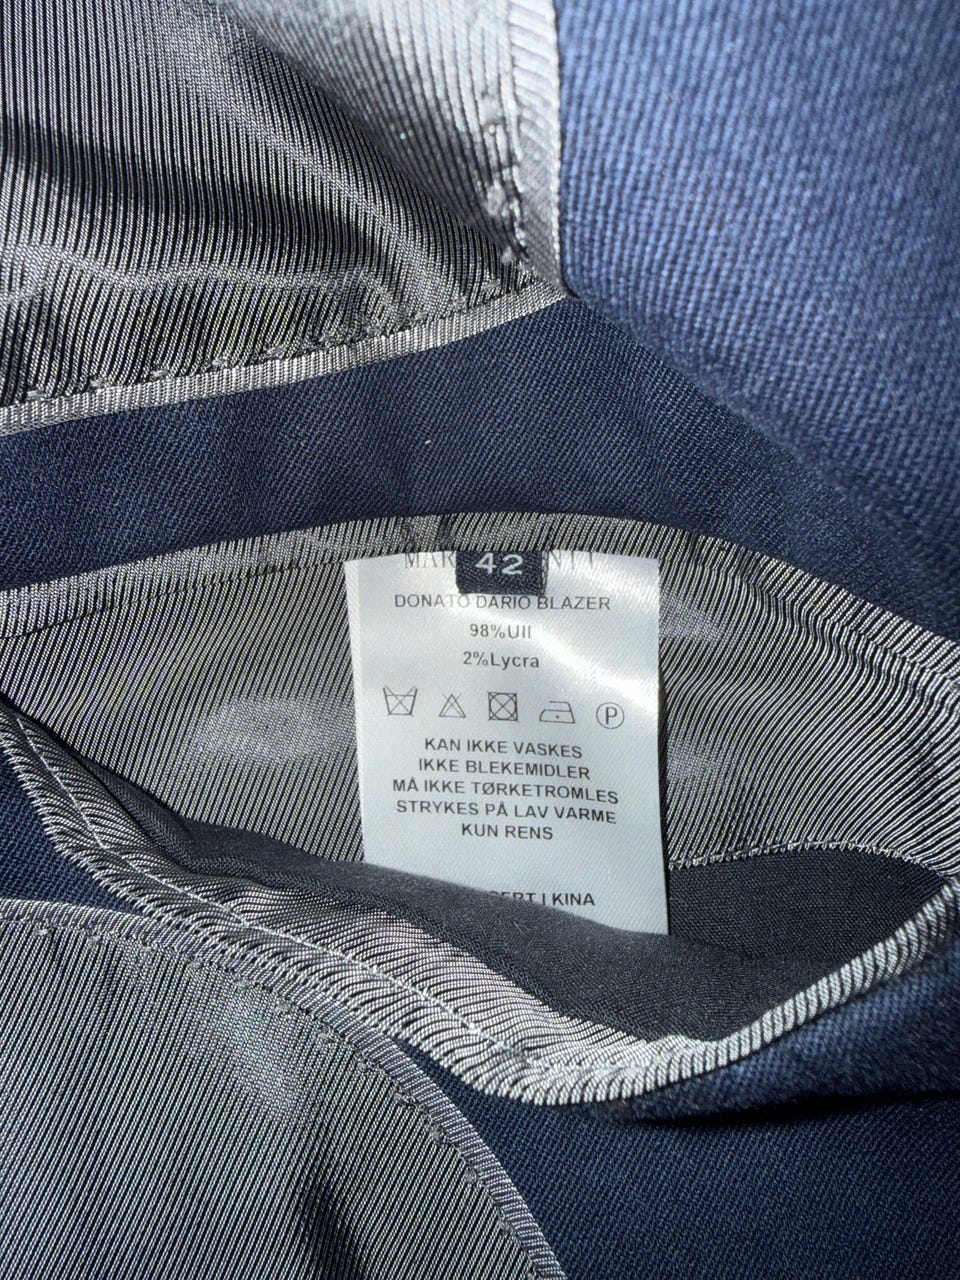 42
DONATO DARIO BLAZER
98%Ull
2%Lycra
P
KAN IKKE VASKES
IKKE BLEKEMIDLER
MÅ IKKE TØRKETROMLES
STRYKES PÅ LAV VARME
KUN RENS
I KINA